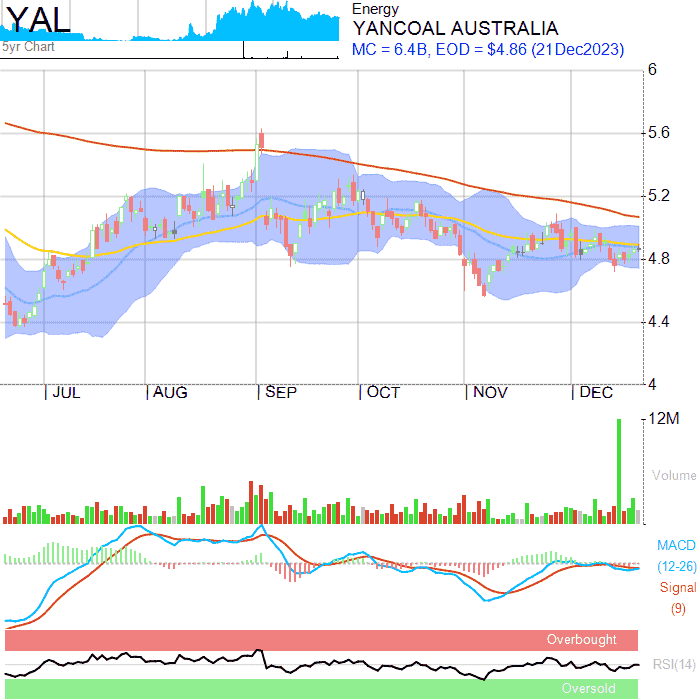 YAL
5yr Chart
Energy
YANCOAL AUSTRALIA
MC = 6.4B, EOD = $4.86 (21Dec2023)
6
5.6
5.2
4.8
4.4
4
JUL AUG SEP OCT NOV DEC
12M
Volume
MACD
(12-26)
Signal
(9)
Overbought
RSI(14)
Oversold